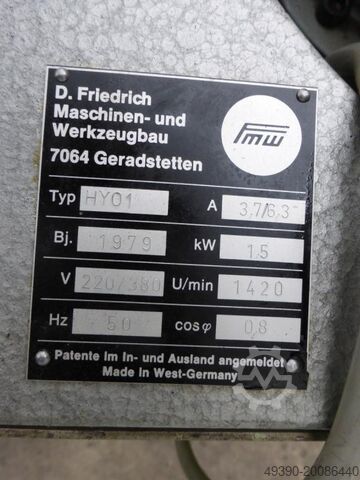 D. Friedrich
Maschinen- und
Werkzeugbau
7064 Geradstetten
FMW
Typ HY01 A 3.7/6.3
Bj. 1979 kW 1.5
V 220/380 U/min 1420
Hz 50 cosφ 0,8
Patente im In- und Ausland angemeldet
Made in West-Germany
49390-20086440